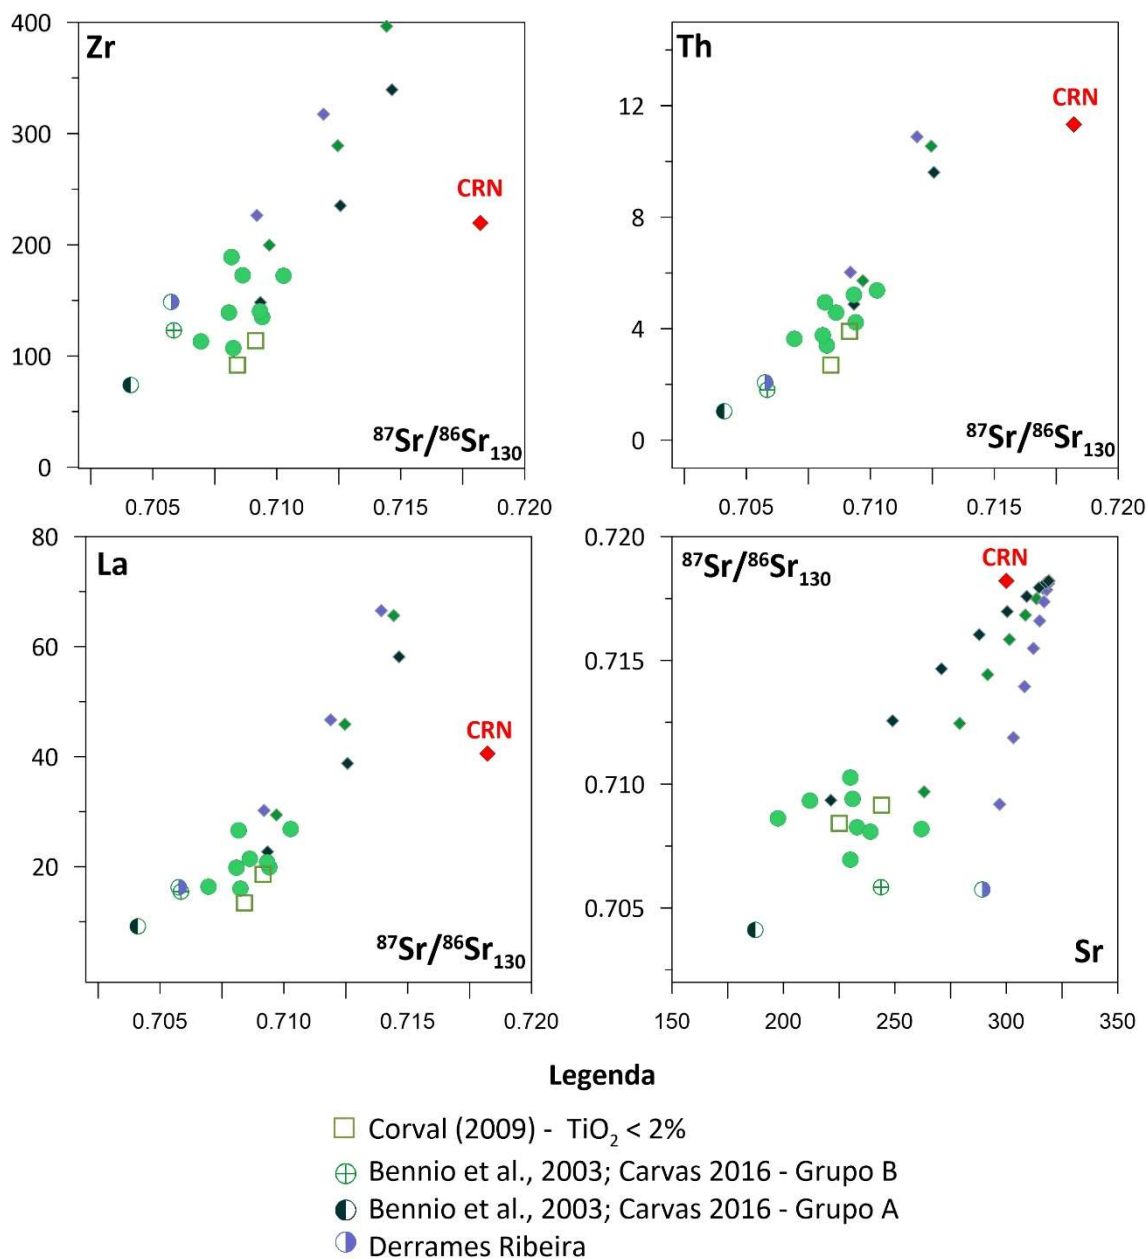 Zr
400
300
200
100
0
CRN
⁸⁷Sr/⁸⁶Sr₁₃₀
0.705 0.710 0.715 0.720
Th
12
8
4
0
CRN
⁸⁷Sr/⁸⁶Sr₁₃₀
0.705 0.710 0.715 0.720
La
80
60
40
20
CRN
⁸⁷Sr/⁸⁶Sr₁₃₀
0.705 0.710 0.715 0.720
0.720
⁸⁷Sr/⁸⁶Sr₁₃₀
CRN
0.715
0.710
0.705
Sr
150 200 250 300 350
Legenda
Corval (2009) - TiO₂ < 2%
Bennio et al., 2003; Carvas 2016 - Grupo B
Bennio et al., 2003; Carvas 2016 - Grupo A
Derrames Ribeira